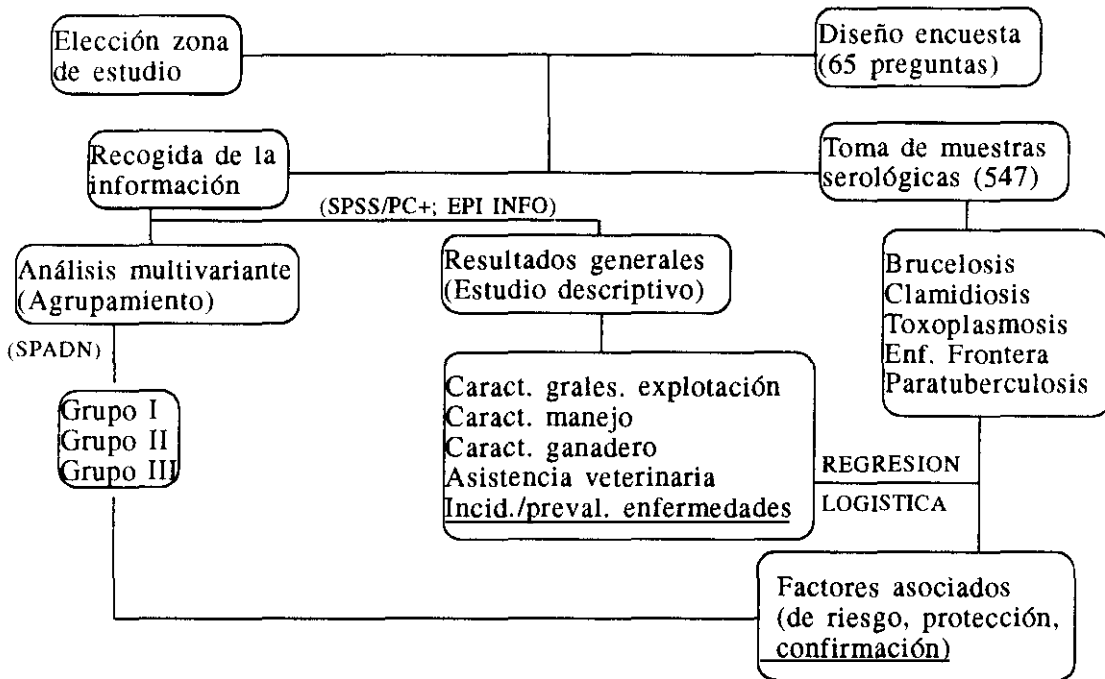 Elección zona
de estudio
Diseño encuesta
(65 preguntas)
Recogida de la
información
Toma de muestras
serológicas (547)
(SPSS/PC+; EPI INFO)
Análisis multivariante
(Agrupamiento)
Resultados generales
(Estudio descriptivo)
Brucelosis
Clamidiosis
Toxoplasmosis
Enf. Frontera
Paratuberculosis
(SPADN)
Grupo I
Grupo II
Grupo III
Caract. grales. explotación
Caract. manejo
Caract. ganadero
Asistencia veterinaria
Incid./preval. enfermedades
REGRESION
LOGISTICA
Factores asociados
(de riesgo, protección,
confirmación)